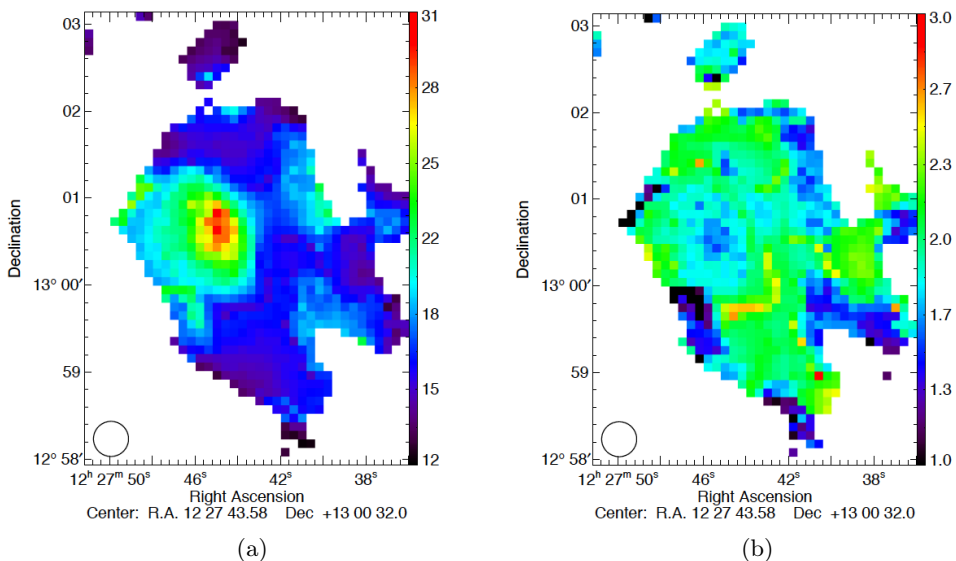 03
02
01
13° 00′
59
12° 58′
Declination
12ʰ 27ᵐ 50ˢ
46ˢ
42ˢ
38ˢ
Right Ascension
Center: R.A. 12 27 43.58 Dec +13 00 32.0
31
28
25
22
18
15
12
(a)
Declination
03
02
01
13° 00′
59
12° 58′
12ʰ 27ᵐ 50ˢ
46ˢ
42ˢ
38ˢ
Right Ascension
Center: R.A. 12 27 43.58 Dec +13 00 32.0
3.0
2.7
2.3
2.0
1.7
1.3
1.0
(b)